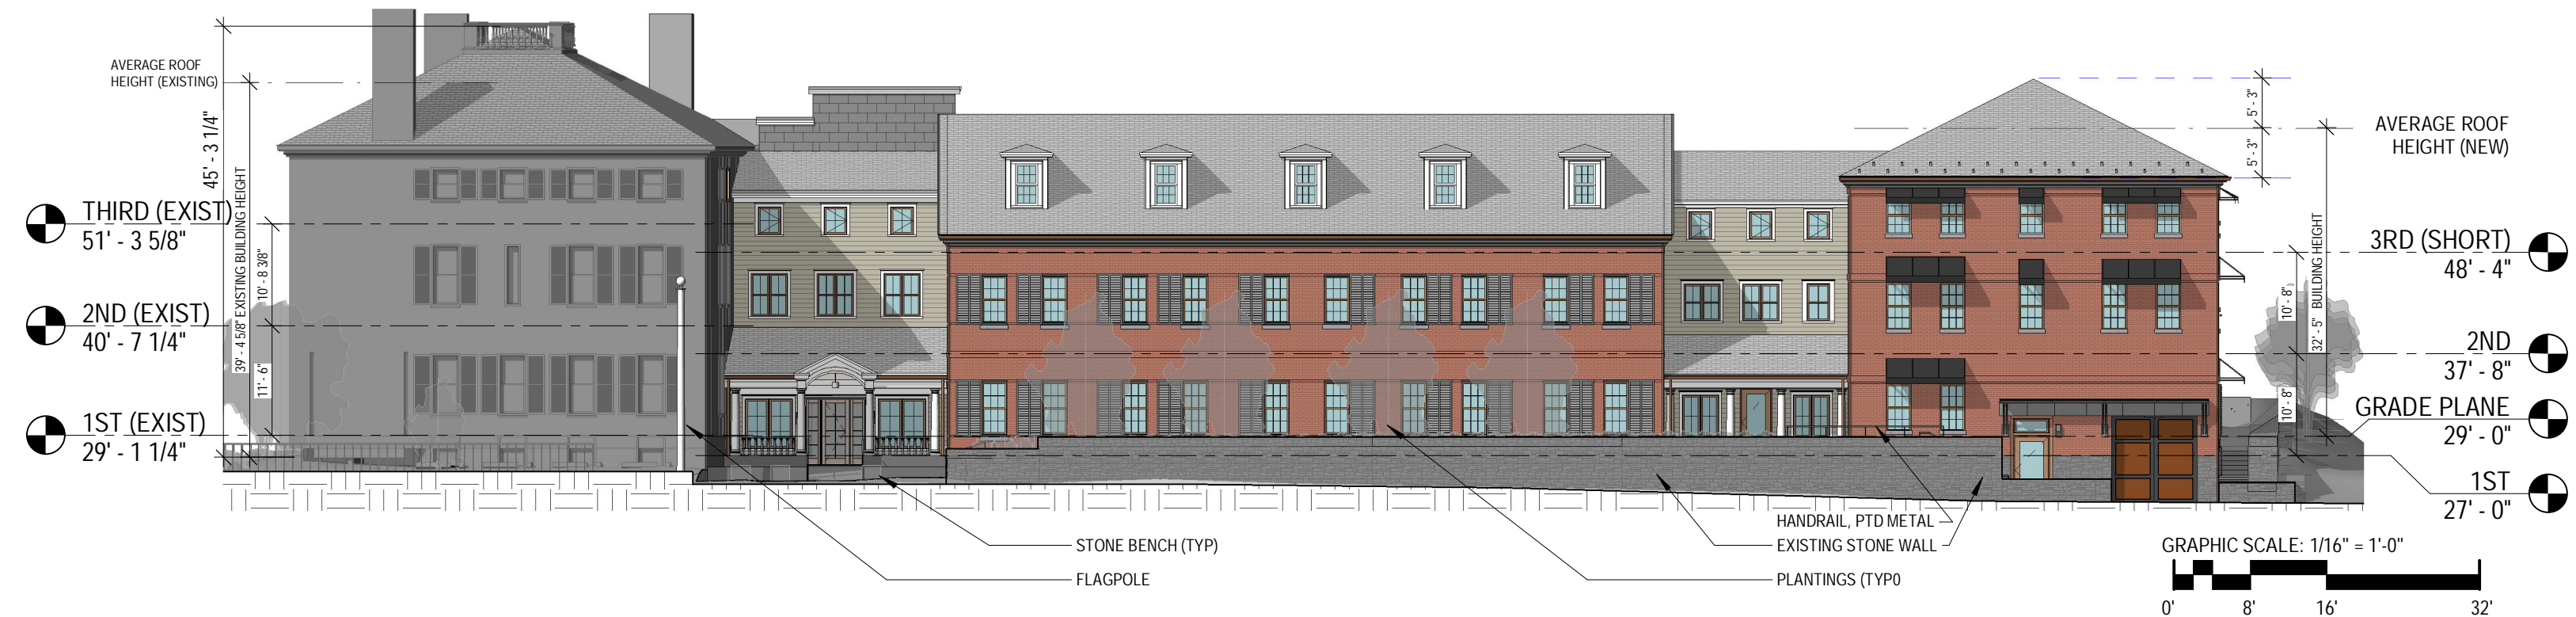 AVERAGE ROOF
HEIGHT (EXISTING)
45' - 3 1/4"
39' - 4 5/8" EXISTING BUILDING HEIGHT
THIRD (EXIST)
51' - 3 5/8"
10' - 8 3/8"
2ND (EXIST)
40' - 7 1/4"
11' - 6"
1ST (EXIST)
29' - 1 1/4"
STONE BENCH (TYP)
FLAGPOLE
HANDRAIL, PTD METAL
EXISTING STONE WALL
PLANTINGS (TYP0
5' - 3"
5' - 3"
AVERAGE ROOF
HEIGHT (NEW)
32' - 5" BUILDING HEIGHT
3RD (SHORT)
48' - 4"
10' - 8"
2ND
37' - 8"
10' - 8"
GRADE PLANE
29' - 0"
1ST
27' - 0"
GRAPHIC SCALE: 1/16" = 1'-0"
0' 8' 16' 32'